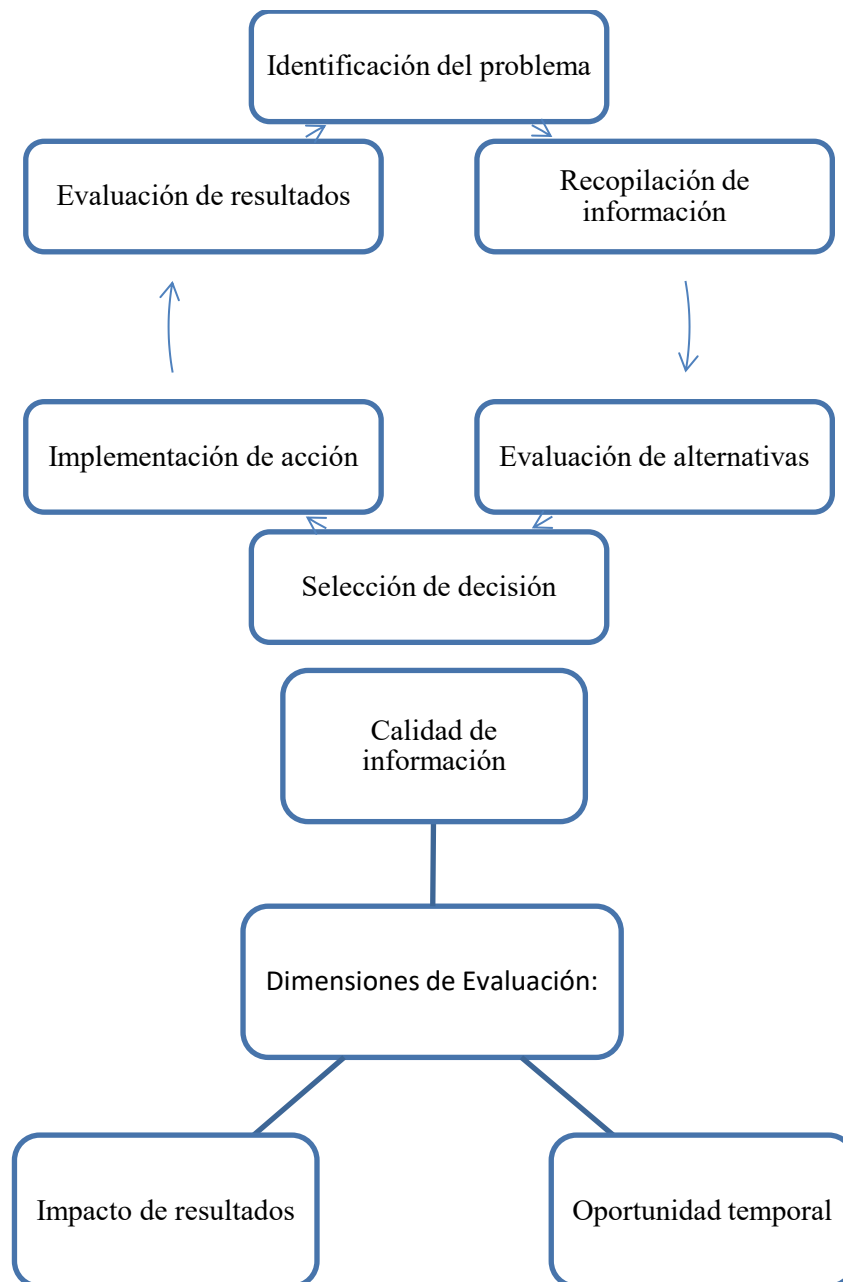 Identificación del problema
Evaluación de resultados
Recopilación de
información
Implementación de acción
Evaluación de alternativas
Selección de decisión
Calidad de
información
Dimensiones de Evaluación:
Impacto de resultados
Oportunidad temporal